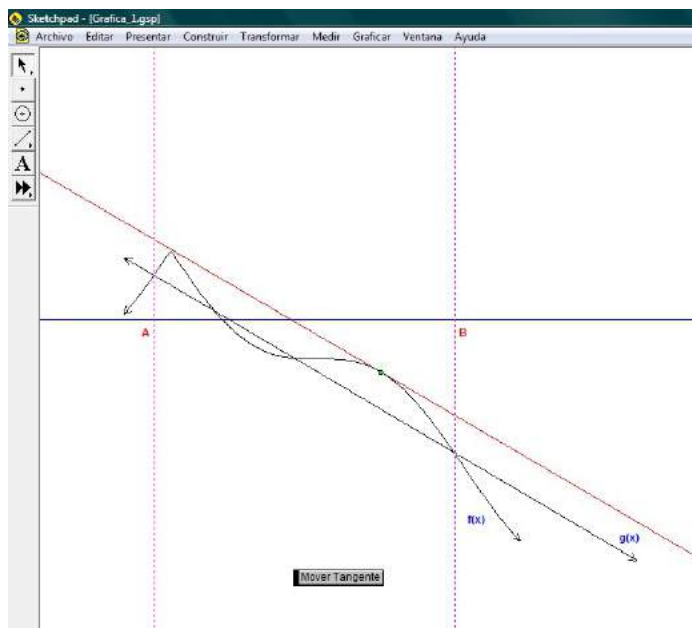 Sketchpad - [Grafica_1.gsp]
Archivo Editar Presentar Construir Transformar Medir Graficar Ventana Ayuda
A
A
B
f(x)
g(x)
Mover Tangente